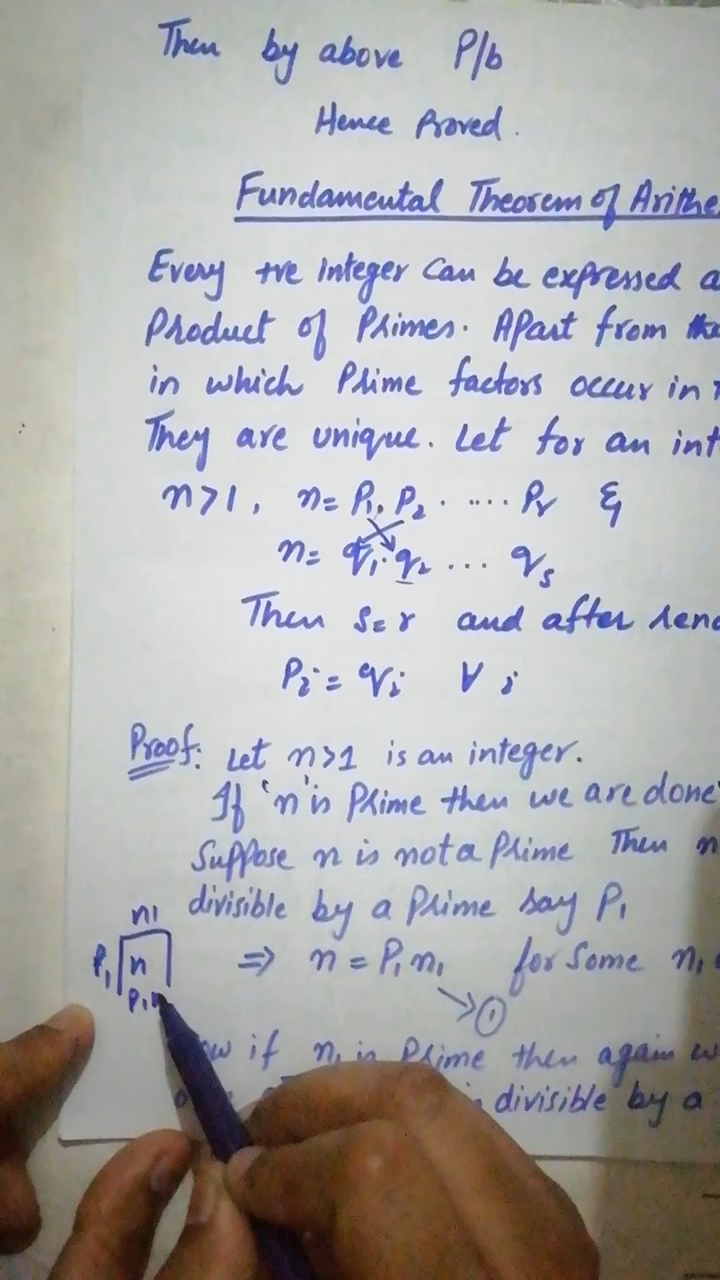 Then by above P/b
Hence Proved.
Fundamental Theorem of Arithme
Every +ve Integer Can be expressed a
Product of Primes. Apart from the
in which Prime factors occur in
They are unique. Let for an int
n>1, n= P1, P2 . .... Pr &
n= q1. q2 ... qs
Then s=r and after
Pi = qi ∀ i
Proof: Let n>1 is an integer.
If 'n' is Prime then we are done
Suppose n is not a Prime Then n
divisible by a Prime say P1
n1
P1 n
P1n
⇒ n = P1 n1 for some n1
→ ①
if n1 is Prime then again w
divisible by a